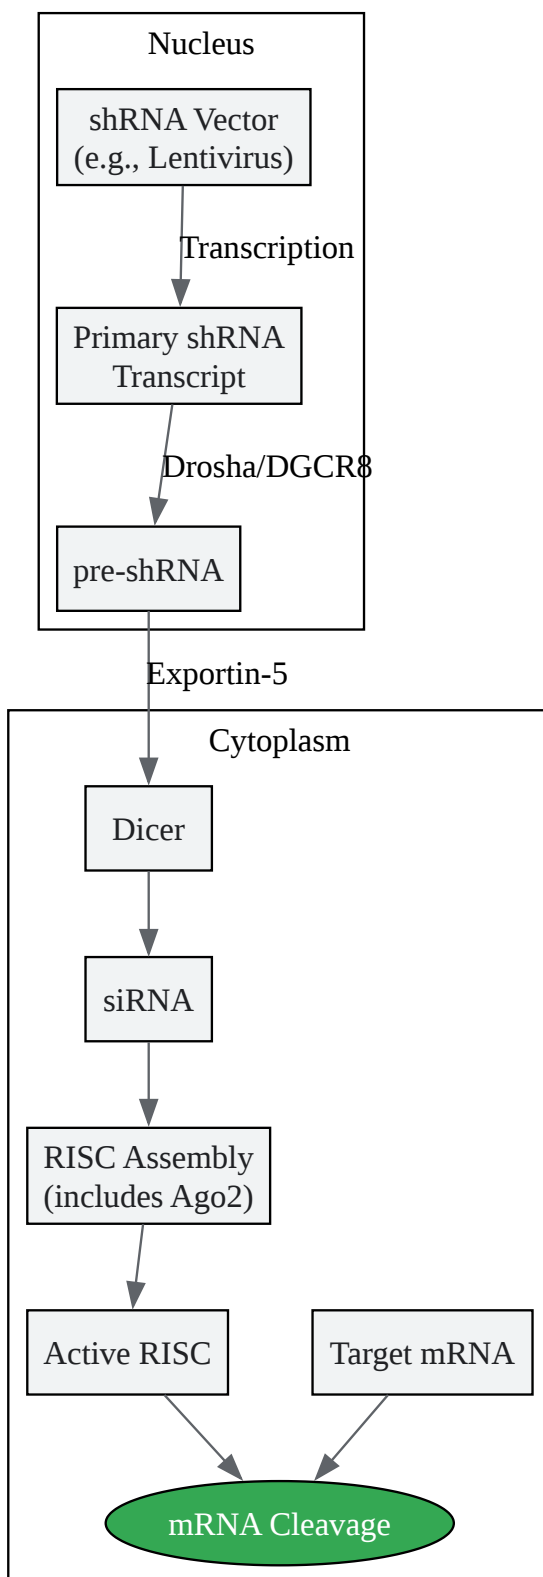 Nucleus
shRNA Vector
(e.g., Lentivirus)
Transcription
Primary shRNA
Transcript
Drosha/DGCR8
pre-shRNA
Exportin-5
Cytoplasm
Dicer
siRNA
RISC Assembly
(includes Ago2)
Active RISC
Target mRNA
mRNA Cleavage